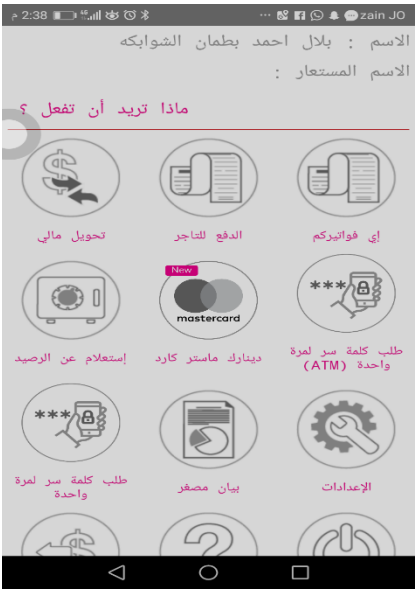 zain JO ... 2:38 م
الاسم : بلال احمد بطمان الشوابكه
الاسم المستعار :
ماذا تريد أن تفعل ؟
إي فواتيركم
الدفع للتاجر
تحويل مالي
*** طلب كلمة سر لمرة
واحدة (ATM)
New
mastercard
دينارك ماستر كارد
إستعلام عن الرصيد
الإعدادات
بيان مصغر
*** طلب كلمة سر لمرة
واحدة